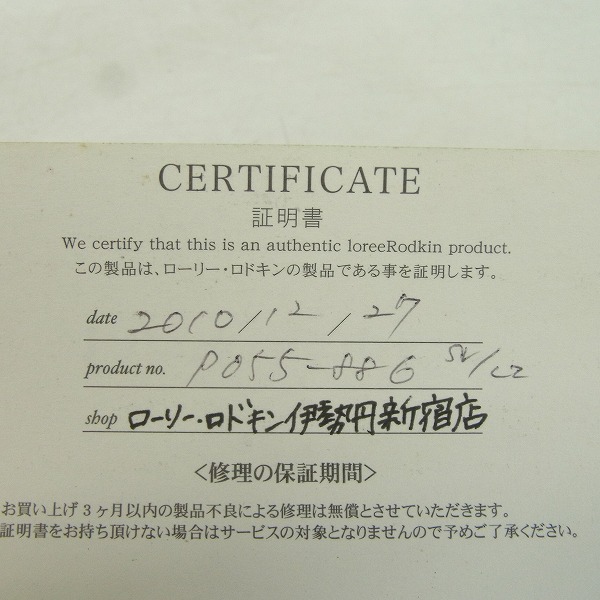 CERTIFICATE
証明書
We certify that this is an authentic loreeRodkin product.
この製品は、ローリー・ロドキンの製品である事を証明します。
date 2010/12/27
product no. P055-886 SV/CZ
shop ローリー・ロドキン伊勢丹新宿店
<修理の保証期間>
お買い上げ3ヶ月以内の製品不良による修理は無償とさせていただきます。
証明書をお持ち頂けない場合はサービスの対象となりませんので予めご了承ください。